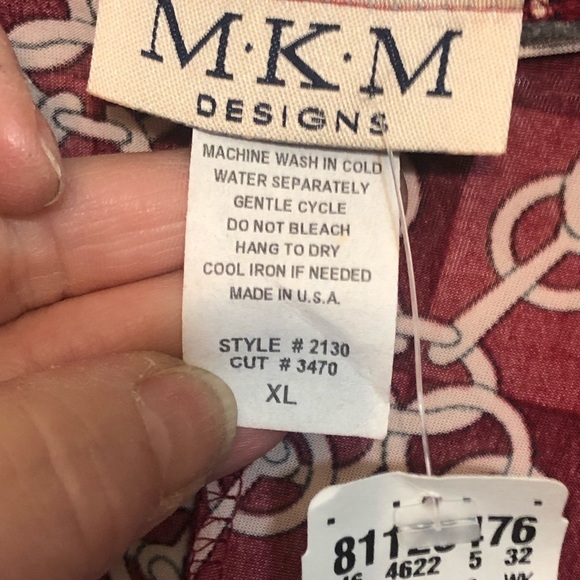 M·K·M
DESIGNS
MACHINE WASH IN COLD
WATER SEPARATELY
GENTLE CYCLE
DO NOT BLEACH
HANG TO DRY
COOL IRON IF NEEDED
MADE IN U.S.A.
STYLE # 2130
CUT # 3470
XL
4622 5 32